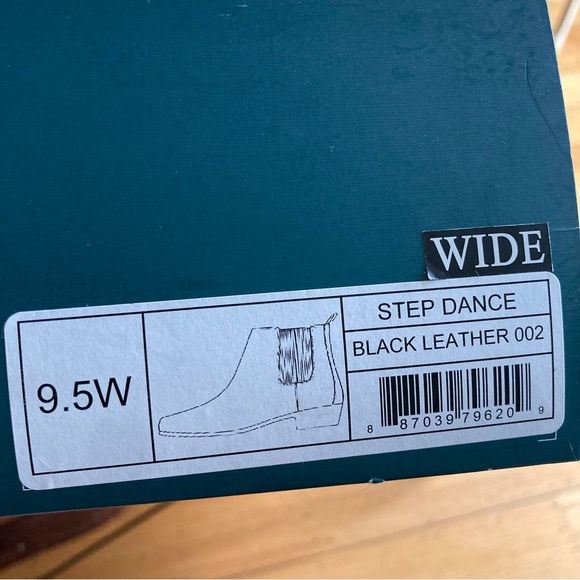 WIDE
9.5W
STEP DANCE
BLACK LEATHER 002
8 87039 79620 9